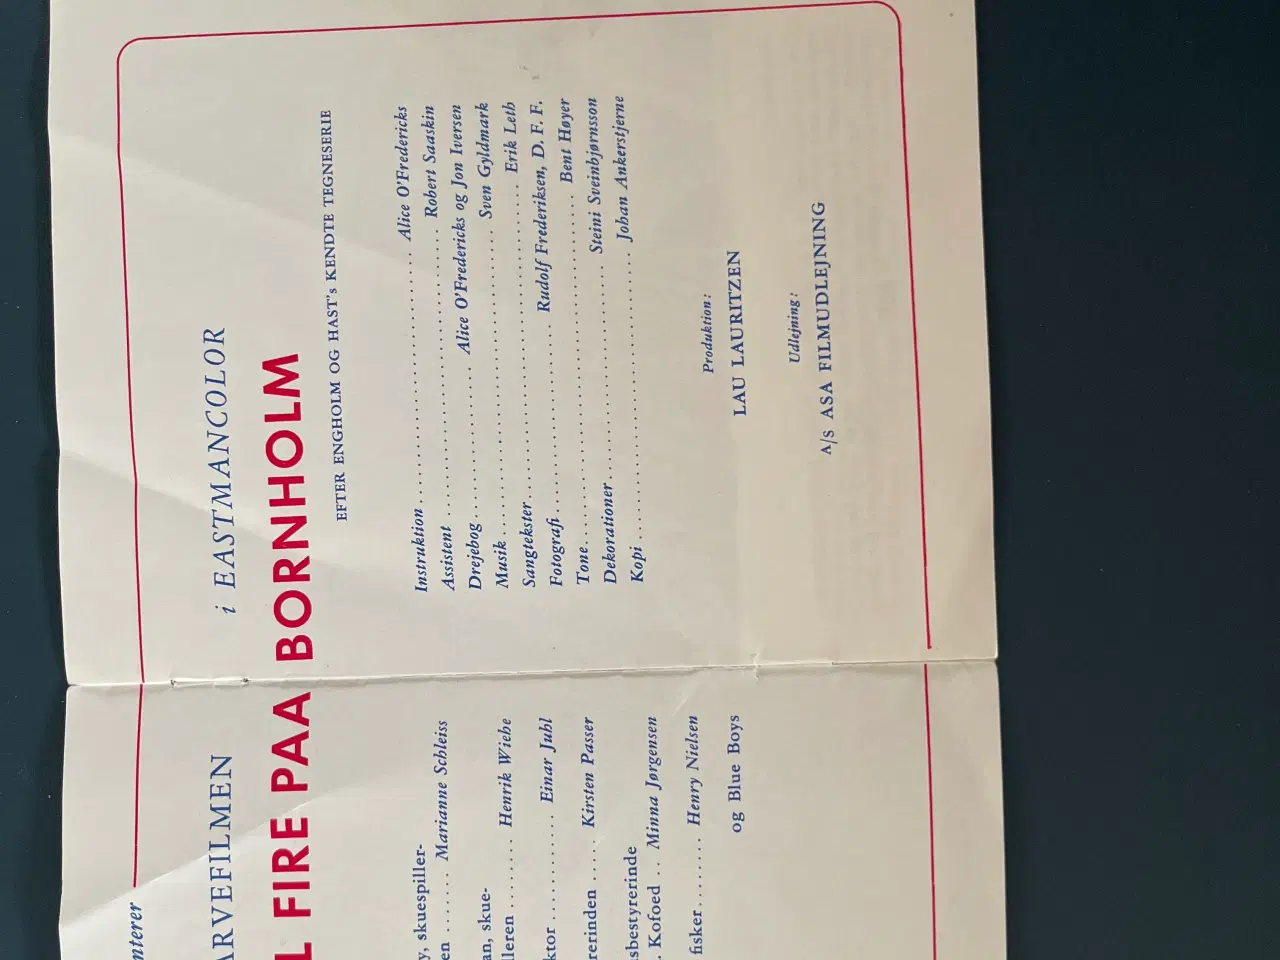 nterer
ARVEFILMEN
i EASTMANCOLOR
L FIRE PAA BORNHOLM
EFTER ENGHOLM OG HAST's KENDTE TEGNESERIE
y, skuespiller-
en ....... Marianne Schleiss
an, skue-
lleren ........ Henrik Wiehe
ktor ........... Einar Juhl
rerinden ..... Kirsten Passer
sbestyrerinde
. Kofoed .. Minna Jørgensen
fisker ........ Henry Nielsen
og Blue Boys
Instruktion ........ Alice O'Fredericks
Assistent ........ Robert Saaskin
Drejebog ........ Alice O'Fredericks og Jon Iversen
Musik ........ Sven Gyldmark
Sangtekster ........ Erik Leth
Fotografi ........ Rudolf Frederiksen, D. F. F.
Tone ........ Bent Høyer
Dekorationer ........ Steini Sveinbjørnsson
Kopi ........ Johan Ankerstjerne
Produktion:
LAU LAURITZEN
Udlejning:
A/S ASA FILMUDLEJNING